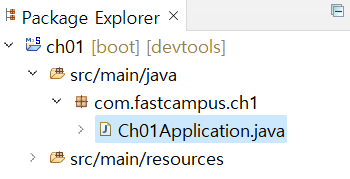 Package Explorer
ch01 [boot] [devtools]
src/main/java
com.fastcampus.ch1
Ch01Application.java
src/main/resources